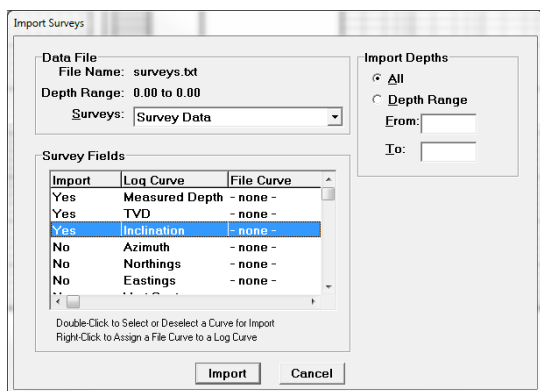 Import Surveys
Data File
File Name: surveys.txt
Depth Range: 0.00 to 0.00
Surveys: Survey Data
Import Depths
All
Depth Range
From:
To:
Survey Fields
Import Log Curve File Curve
Yes Measured Depth - none -
Yes TVD - none -
Yes Inclination - none -
No Azimuth - none -
No Northings - none -
No Eastings - none -
Double-Click to Select or Deselect a Curve for Import
Right-Click to Assign a File Curve to a Log Curve
Import Cancel